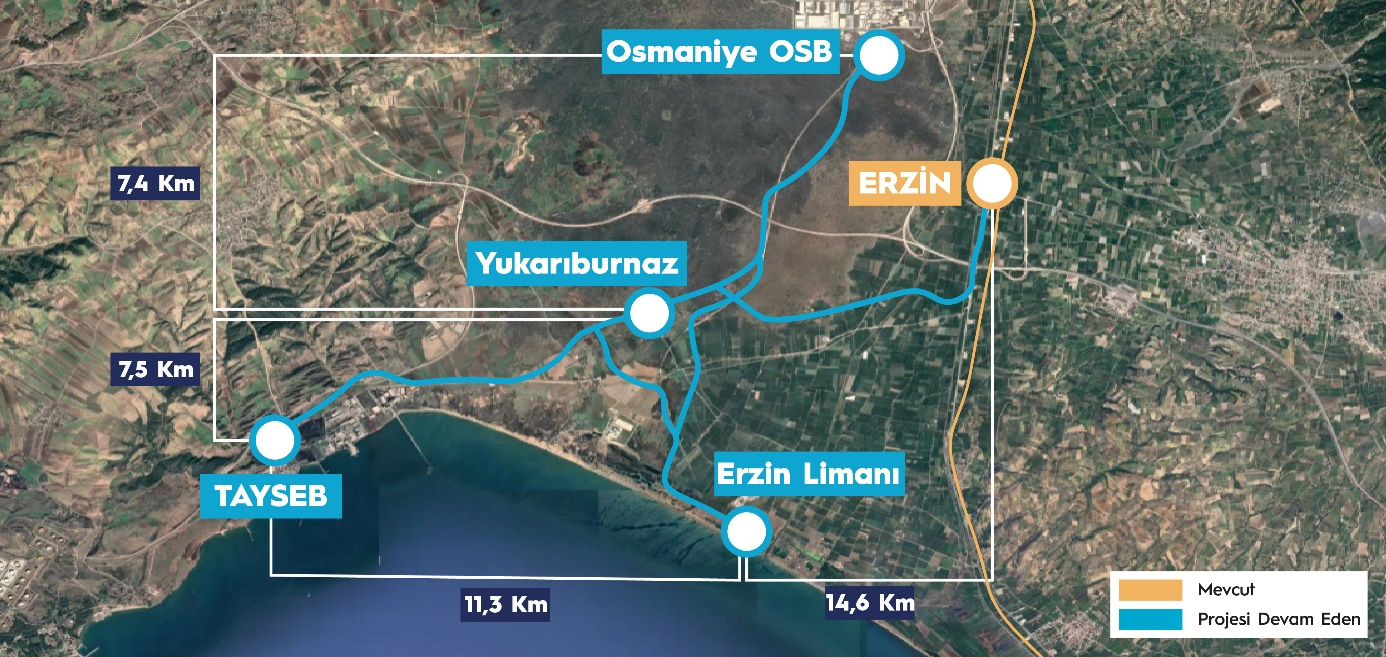 Osmaniye OSB
7,4 Km
ERZİN
Yukarıburnaz
7,5 Km
TAYSEB
Erzin Limanı
11,3 Km
14,6 Km
Mevcut
Projesi Devam Eden